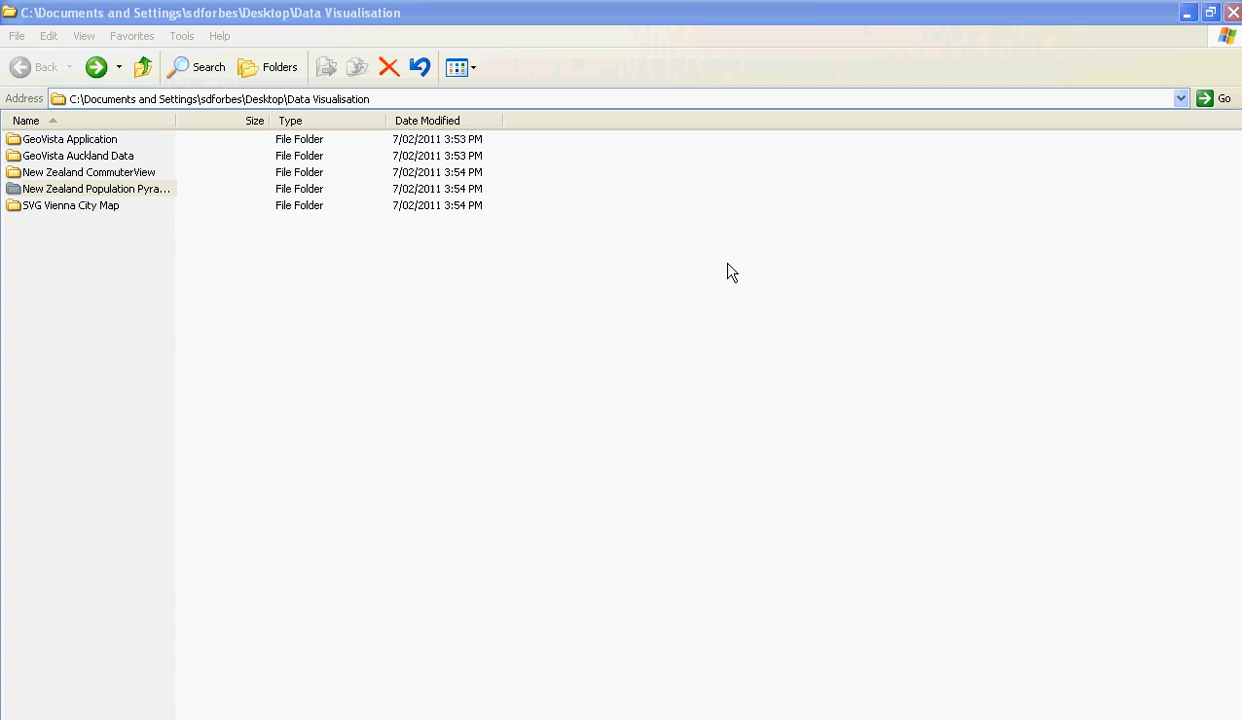 C:\Documents and Settings\sdforbes\Desktop\Data Visualisation
File Edit View Favorites Tools Help
Back Search Folders
Address C:\Documents and Settings\sdforbes\Desktop\Data Visualisation Go
Name Size Type Date Modified
GeoVista Application File Folder 7/02/2011 3:53 PM
GeoVista Auckland Data File Folder 7/02/2011 3:53 PM
New Zealand CommuterView File Folder 7/02/2011 3:54 PM
New Zealand Population Pyra... File Folder 7/02/2011 3:54 PM
SVG Vienna City Map File Folder 7/02/2011 3:54 PM